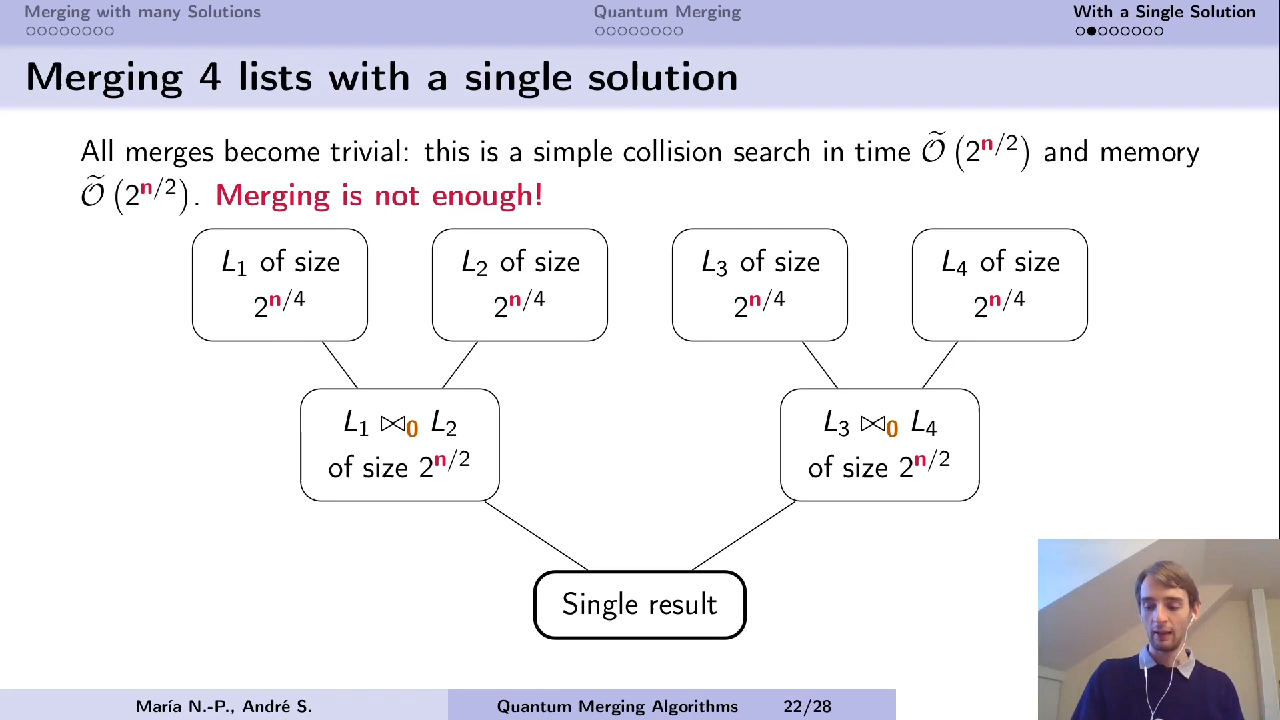 Merging with many Solutions Quantum Merging With a Single Solution
Merging 4 lists with a single solution
All merges become trivial: this is a simple collision search in time Õ(2^{n/2}) and memory
Õ(2^{n/2}). Merging is not enough!
L₁ of size
2^{n/4}
L₂ of size
2^{n/4}
L₃ of size
2^{n/4}
L₄ of size
2^{n/4}
L₁ ⋈₀ L₂
of size 2^{n/2}
L₃ ⋈₀ L₄
of size 2^{n/2}
Single result
María N.-P., André S. Quantum Merging Algorithms 22/28